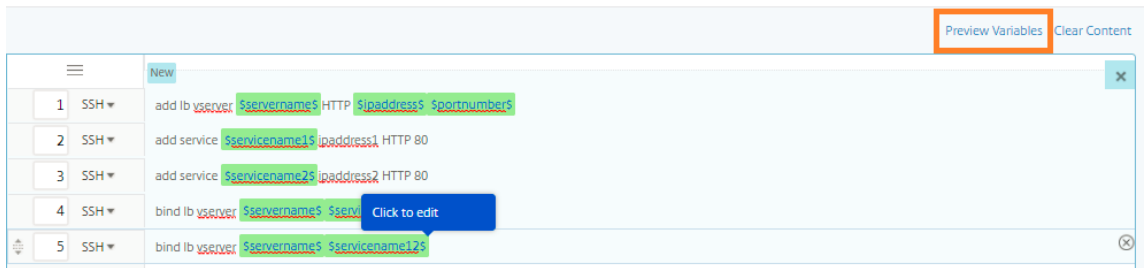 Preview Variables Clear Content
New
1 SSH add lb vserver $servername$ HTTP $ipaddress$ $portnumber$
2 SSH add service $servicename1$ ipaddress1 HTTP 80
3 SSH add service $servicename2$ ipaddress2 HTTP 80
4 SSH bind lb vserver $servername$ $servi Click to edit
5 SSH bind lb vserver $servername$ $servicename12$